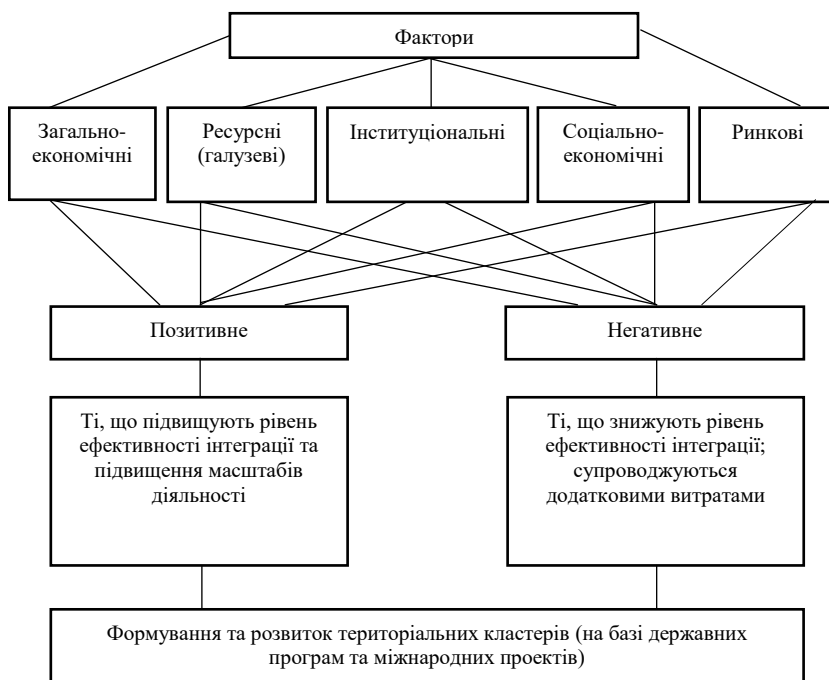 Фактори
Загально-
економічні
Ресурсні
(галузеві)
Інституціональні
Соціально-
економічні
Ринкові
Позитивне
Негативне
Ті, що підвищують рівень
ефективності інтеграції та
підвищення масштабів
діяльності
Ті, що знижують рівень
ефективності інтеграції;
супроводжуються
додатковими витратами
Формування та розвиток територіальних кластерів (на базі державних
програм та міжнародних проектів)